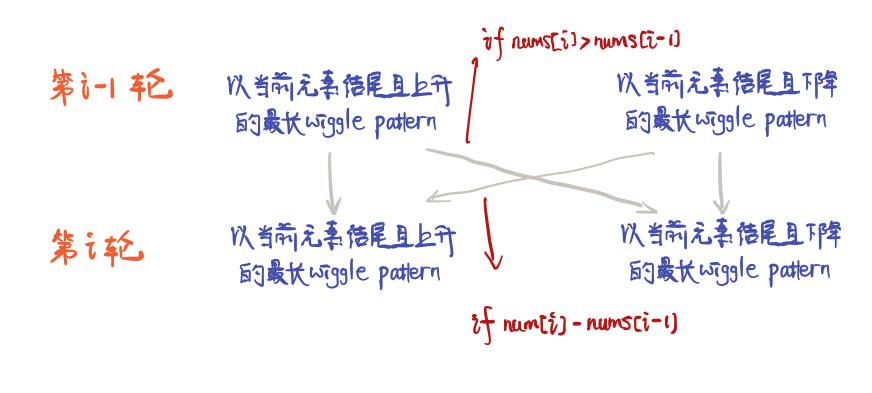 if nums[i]>nums[i-1]
第i-1轮
以当前元素结尾且上升
的最长wiggle pattern
以当前元素结尾且下降
的最长wiggle pattern
第i轮
以当前元素结尾且上升
的最长wiggle pattern
以当前元素结尾且下降
的最长wiggle pattern
if num[i]-nums[i-1]